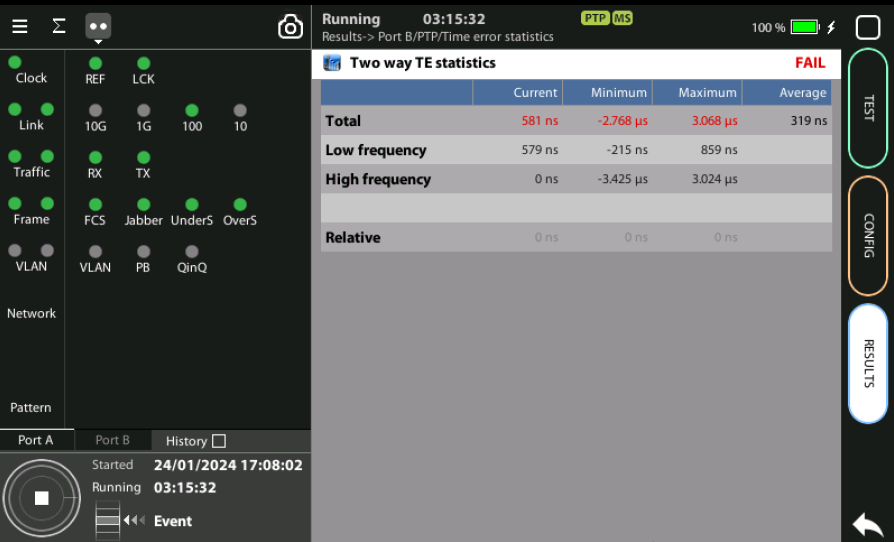 Σ
Running 03:15:32 PTP MS
Results-> Port B/PTP/Time error statistics
100 %
Two way TE statistics FAIL
Current Minimum Maximum Average
Total 581 ns -2.768 µs 3.068 µs 319 ns
Low frequency 579 ns -215 ns 859 ns
High frequency 0 ns -3.425 µs 3.024 µs
Relative 0 ns 0 ns 0 ns
Clock REF LCK
Link 10G 1G 100 10
Traffic RX TX
Frame FCS Jabber UnderS OverS
VLAN VLAN PB QinQ
Network
Pattern
Port A Port B History
Started 24/01/2024 17:08:02
Running 03:15:32
Event
TEST
CONFIG
RESULTS